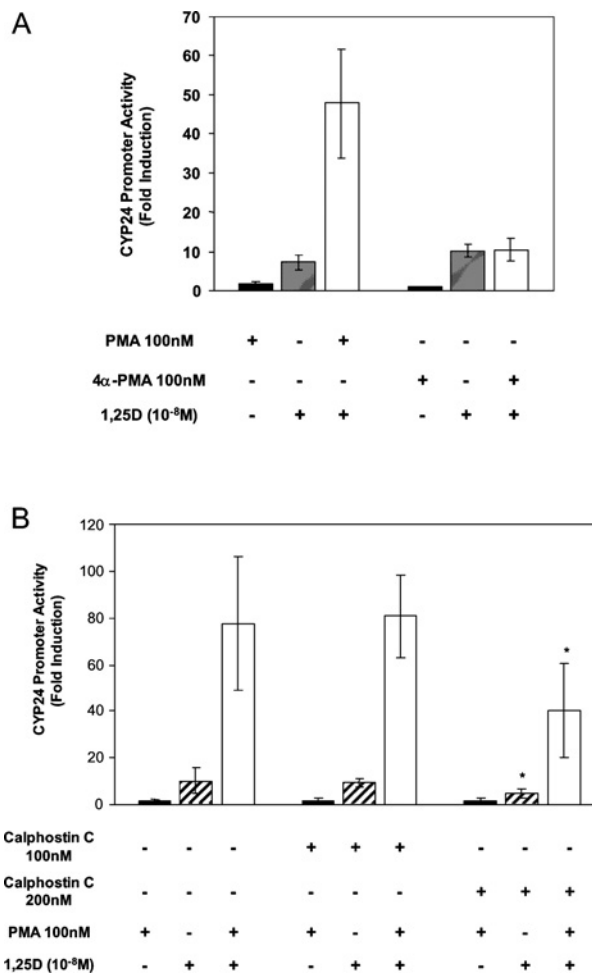 A
70
60
50
40
30
20
10
0
CYP24 Promoter Activity
(Fold Induction)
PMA 100nM + - + - - -
4α-PMA 100nM - - - + - +
1,25D (10⁻⁸M) - + + - + +
B
120
100
80
60
40
20
0
CYP24 Promoter Activity
(Fold Induction)
* *
Calphostin C
100nM - - - + + + - - -
Calphostin C
200nM - - - - - - + + +
PMA 100nM + - + + - + + - +
1,25D (10⁻⁸M) - + + - + + - + +